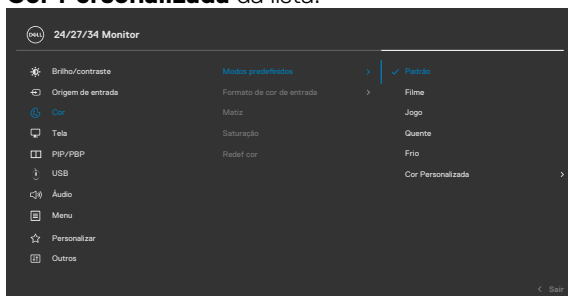 Cor Personalizada da lista.
DELL 24/27/34 Monitor
Brilho/contraste Modos predefinidos Padrão
Origem de entrada Formato de cor de entrada Filme
Cor Matiz Jogo
Tela Saturação Quente
PIP/PBP Redef cor Frio
USB Cor Personalizada
Áudio
Menu
Personalizar
Outros
Sair